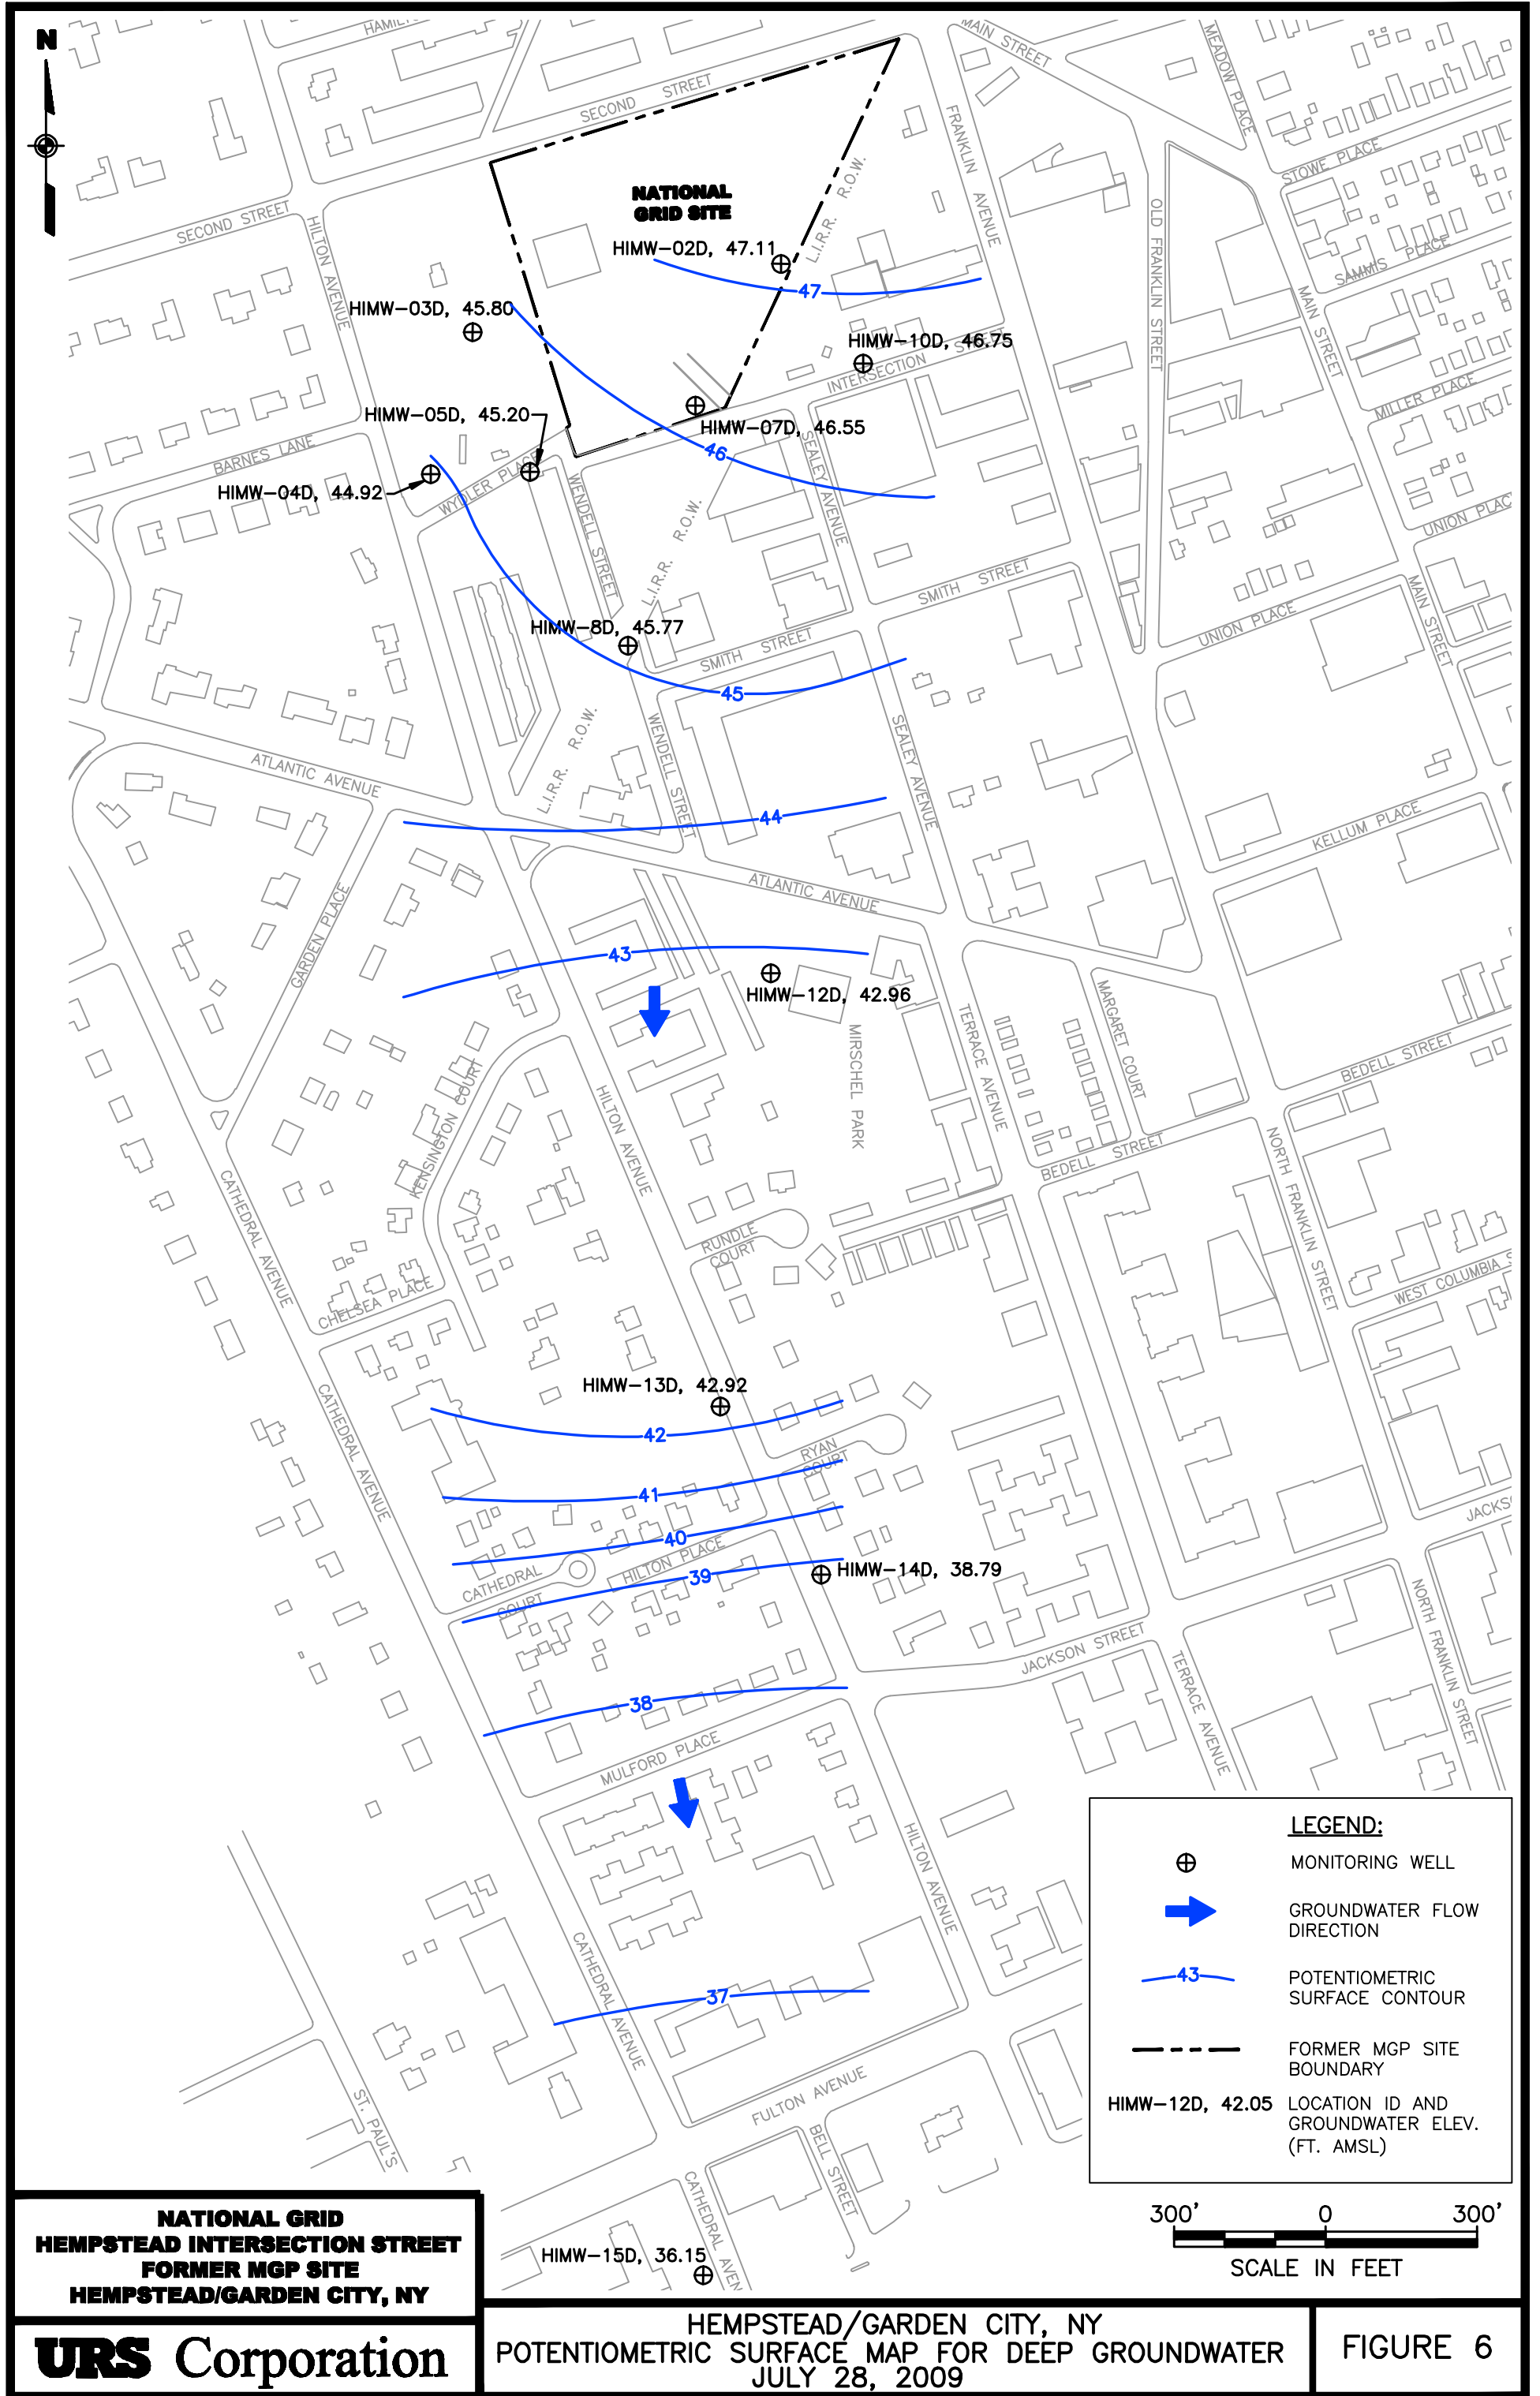 N
HAMIL
SECOND STREET
MAIN STREET
MEADOW PLACE
STOWE PLACE
FRANKLIN AVENUE
NATIONAL
GRID SITE
L.I.R.R. R.O.W.
OLD FRANKLIN STREET
SECOND STREET
HILTON AVENUE
HIMW-02D, 47.11
SAMMIS PLACE
47
MAIN STREET
HIMW-03D, 45.80
HIMW-10D, 46.75
INTERSECTION STREET
MILLER PLACE
HIMW-05D, 45.20
HIMW-07D, 46.55
46
BARNES LANE
SEALEY AVENUE
HIMW-04D, 44.92
WYDLER PLACE
WENDELL STREET
L.I.R.R. R.O.W.
UNION PLAC
SMITH STREET
MAIN STREET
UNION PLACE
HIMW-8D, 45.77
SMITH STREET
45
L.I.R.R. R.O.W.
WENDELL STREET
SEALEY AVENUE
ATLANTIC AVENUE
44
KELLUM PLACE
ATLANTIC AVENUE
GARDEN PLACE
43
HIMW-12D, 42.96
MIRSCHEL PARK
TERRACE AVENUE
MARGARET COURT
BEDELL STREET
KENSINGTON COURT
HILTON AVENUE
BEDELL STREET
NORTH FRANKLIN STREET
CATHEDRAL AVENUE
RUNDLE
COURT
WEST COLUMBIA S
CHELSEA PLACE
HIMW-13D, 42.92
CATHEDRAL AVENUE
42
RYAN
COURT
41
JACKS
40
HILTON PLACE
CATHEDRAL
COURT
39
HIMW-14D, 38.79
NORTH FRANKLIN STREET
JACKSON STREET
TERRACE AVENUE
38
MULFORD PLACE
HILTON AVENUE
CATHEDRAL AVENUE
37
FULTON AVENUE
BELL STREET
ST. PAUL'S
CATHEDRAL AVEN
HIMW-15D, 36.15
LEGEND:
MONITORING WELL
GROUNDWATER FLOW
DIRECTION
43
POTENTIOMETRIC
SURFACE CONTOUR
FORMER MGP SITE
BOUNDARY
HIMW-12D, 42.05
LOCATION ID AND
GROUNDWATER ELEV.
(FT. AMSL)
300' 0 300'
SCALE IN FEET
NATIONAL GRID
HEMPSTEAD INTERSECTION STREET
FORMER MGP SITE
HEMPSTEAD/GARDEN CITY, NY
URS Corporation
HEMPSTEAD/GARDEN CITY, NY
POTENTIOMETRIC SURFACE MAP FOR DEEP GROUNDWATER
JULY 28, 2009
FIGURE 6